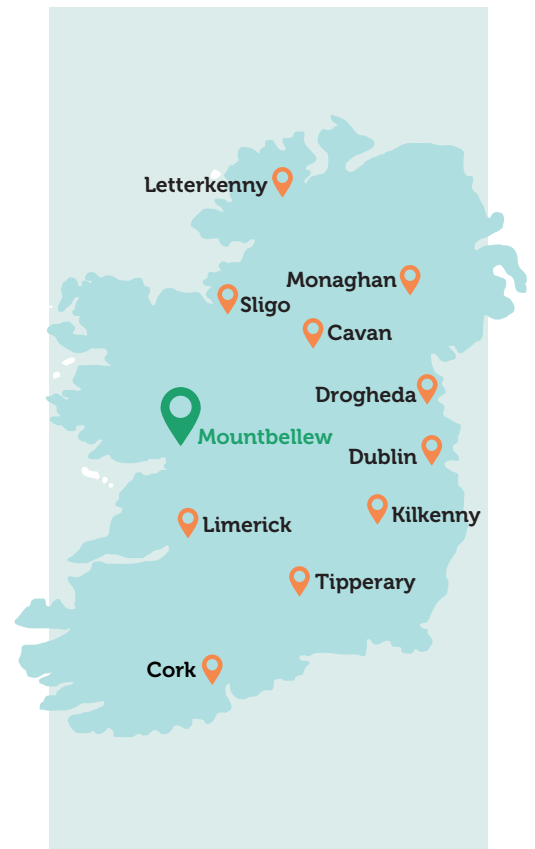 Letterkenny
Monaghan
Sligo
Cavan
Drogheda
Mountbellew
Dublin
Kilkenny
Limerick
Tipperary
Cork